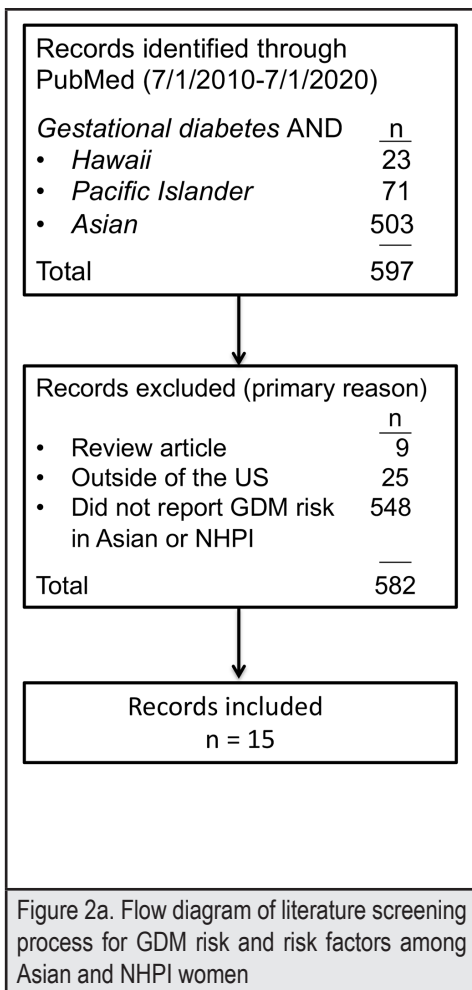 Records identified through
PubMed (7/1/2010-7/1/2020)
Gestational diabetes AND n
• Hawaii 23
• Pacific Islander 71
• Asian 503
Total 597
Records excluded (primary reason)
n
• Review article 9
• Outside of the US 25
• Did not report GDM risk 548
in Asian or NHPI
Total 582
Records included
n = 15
Figure 2a. Flow diagram of literature screening
process for GDM risk and risk factors among
Asian and NHPI women